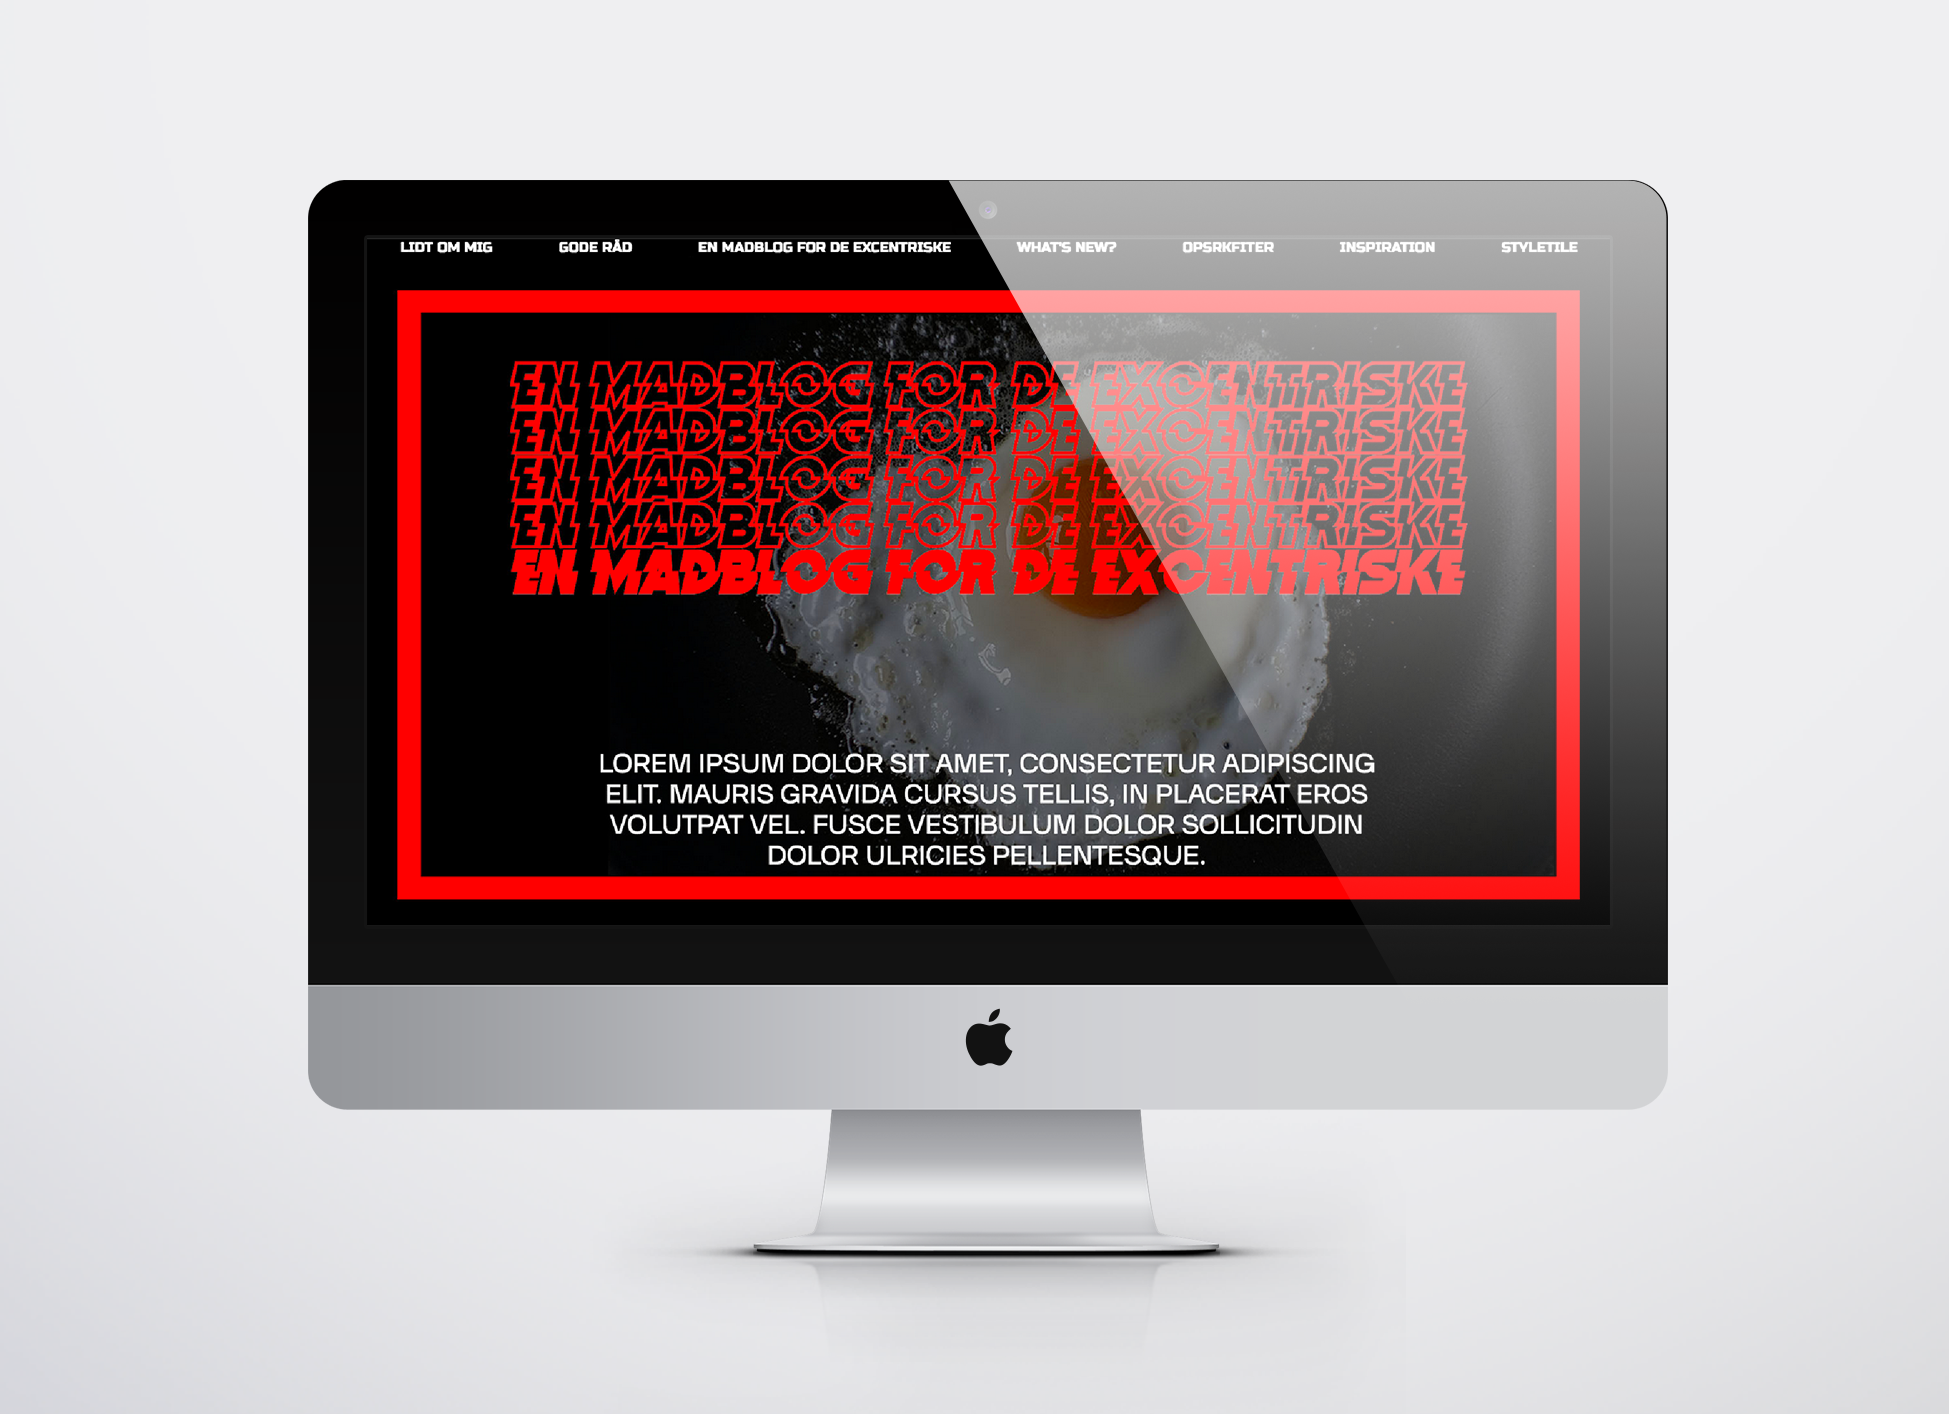 LIDT OM MIG GODE RÅD EN MADBLOG FOR DE EXCENTRISKE WHAT'S NEW? OPSRKFITER INSPIRATION STYLETILE
EN MADBLOG FOR DE EXCENTRISKE
EN MADBLOG FOR DE EXCENTRISKE
EN MADBLOG FOR DE EXCENTRISKE
EN MADBLOG FOR DE EXCENTRISKE
EN MADBLOG FOR DE EXCENTRISKE
LOREM IPSUM DOLOR SIT AMET, CONSECTETUR ADIPISCING
ELIT. MAURIS GRAVIDA CURSUS TELLIS, IN PLACERAT EROS
VOLUTPAT VEL. FUSCE VESTIBULUM DOLOR SOLLICITUDIN
DOLOR ULRICIES PELLENTESQUE.